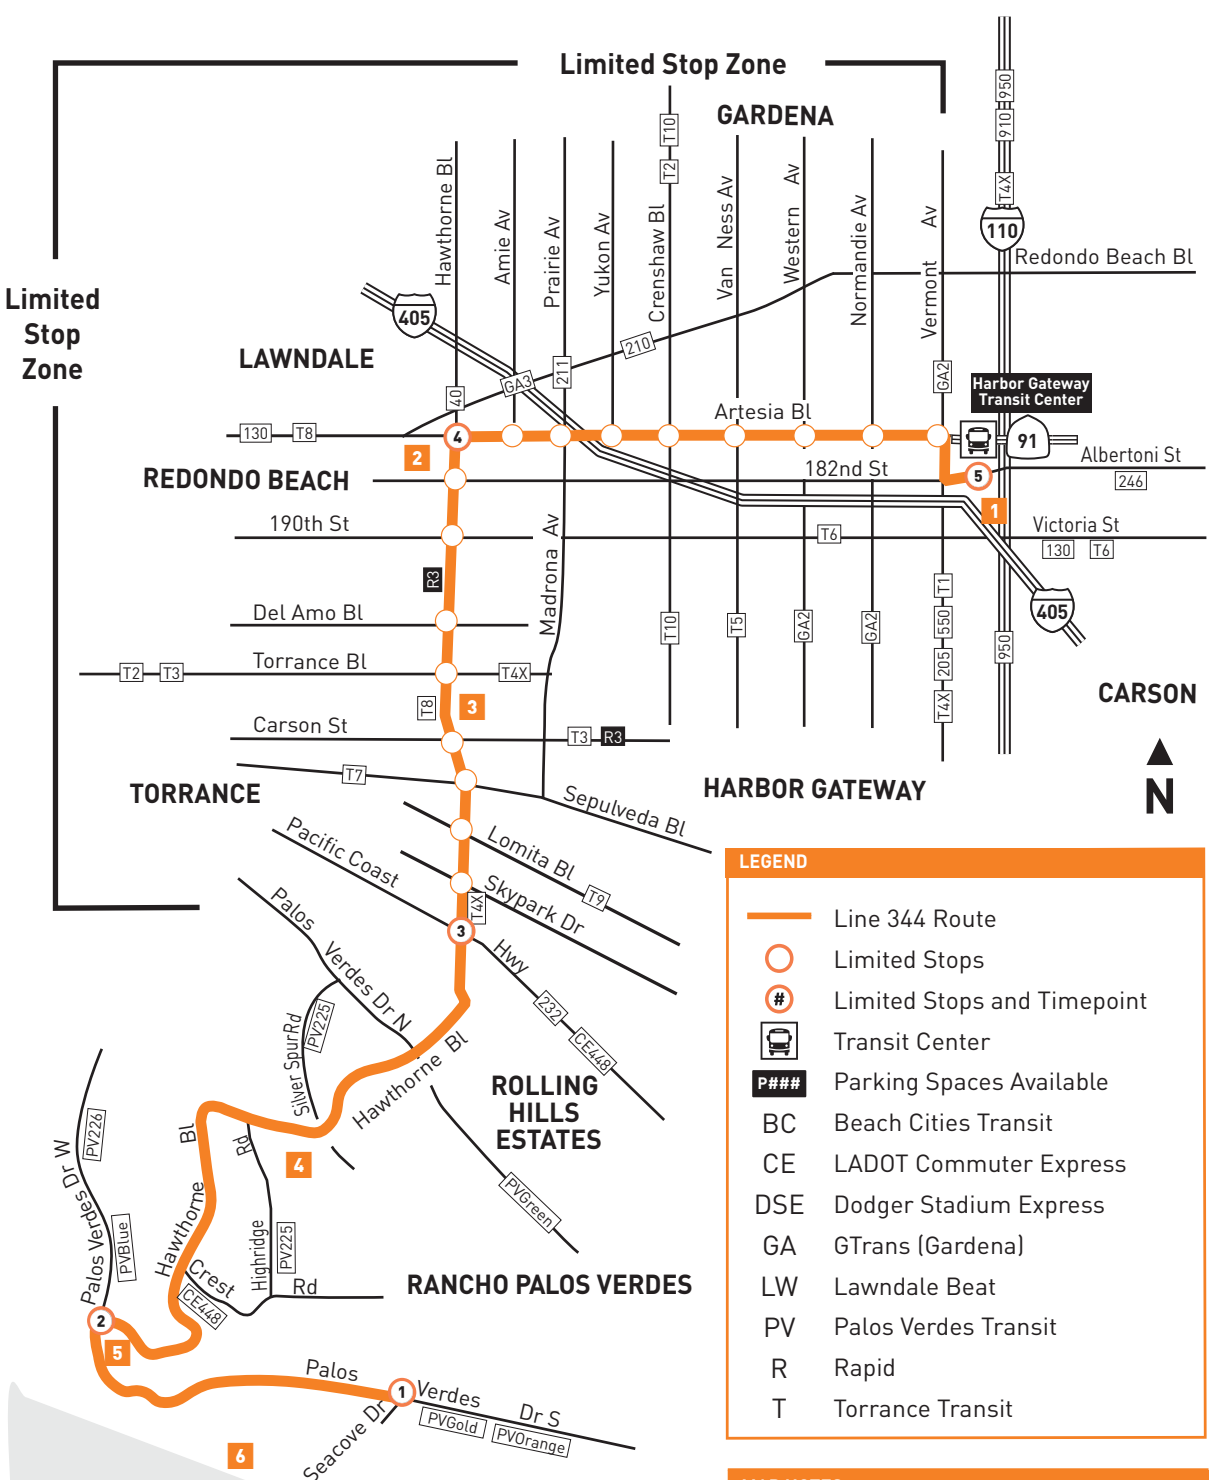 Limited Stop Zone
GARDENA
Limited
Stop
Zone
Hawthorne Bl
Amie Av
Prairie Av
Yukon Av
Crenshaw Bl
Van Ness Av
Western Av
Normandie Av
Vermont Av
T10
T2
950
910
T4X
110
Redondo Beach Bl
405
LAWNDALE
210
211
GA3
40
GA2
Harbor Gateway
Transit Center
Artesia Bl
130
T8
4
2
91
Albertoni St
246
182nd St
5
1
REDONDO BEACH
190th St
T6
Victoria St
130
T6
R3
Madrona Av
405
Del Amo Bl
T10
T5
GA2
GA2
T1
550
205
T4X
950
Torrance Bl
T2
T3
T4X
CARSON
T8
3
Carson St
T3
R3
T7
TORRANCE
HARBOR GATEWAY
N
Sepulveda Bl
Pacific Coast
Hwy
Lomita Bl
T9
Skypark Dr
T4X
3
232
CE448
Palos
Verdes Dr N
Silver Spur Rd
PV225
Hawthorne Bl
ROLLING
HILLS
ESTATES
PVGreen
4
Palos Verdes Dr W
PV226
PVBlue
Hawthorne
Bl
Rd
Highridge
PV225
Crest
Rd
CE448
RANCHO PALOS VERDES
2
5
Palos
1
Verdes
Dr S
PVGold
PVOrange
Seacove Dr
6
LEGEND
Line 344 Route
Limited Stops
# Limited Stops and Timepoint
Transit Center
P### Parking Spaces Available
BC Beach Cities Transit
CE LADOT Commuter Express
DSE Dodger Stadium Express
GA GTrans (Gardena)
LW Lawndale Beat
PV Palos Verdes Transit
R Rapid
T Torrance Transit